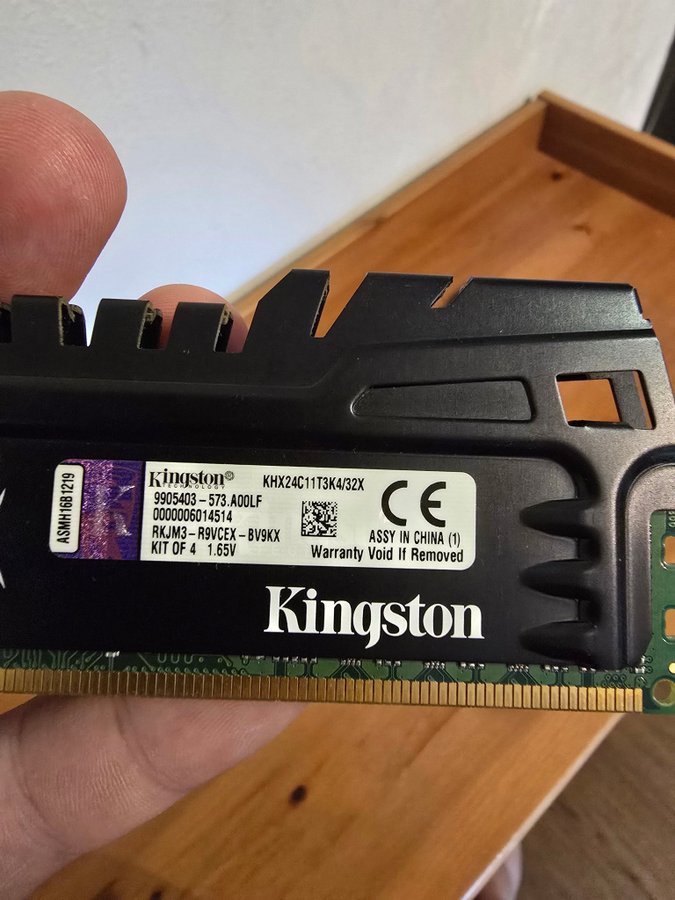 ASMH16B1219
Kingston®
TECHNOLOGY
KHX24C11T3K4/32X
9905403-573.A00LF
0000006014514
RKJM3-R9VCEX-BV9KX
KIT OF 4 1.65V
CE
ASSY IN CHINA (1)
Warranty Void If Removed
Kingston